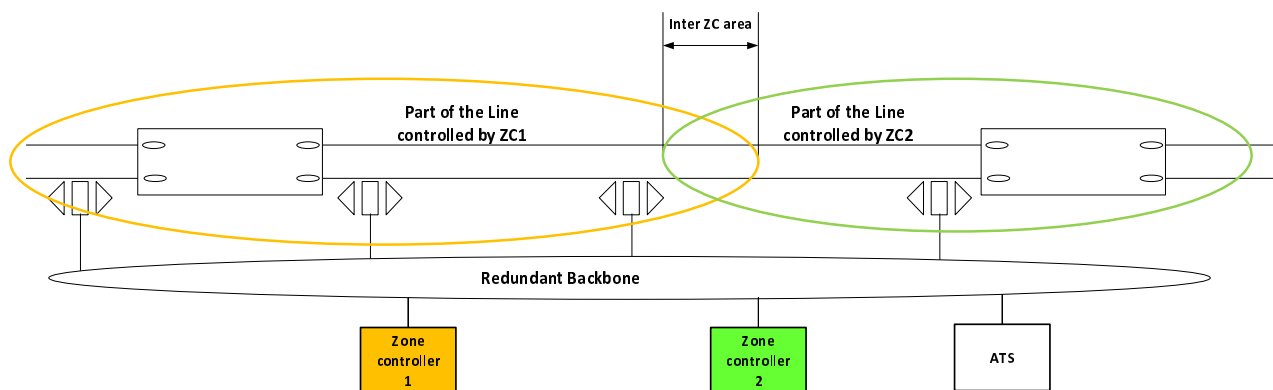 Inter ZC area
Part of the Line
controlled by ZC1
Part of the Line
controlled by ZC2
Redundant Backbone
Zone
controller
1
Zone
controller
2
ATS